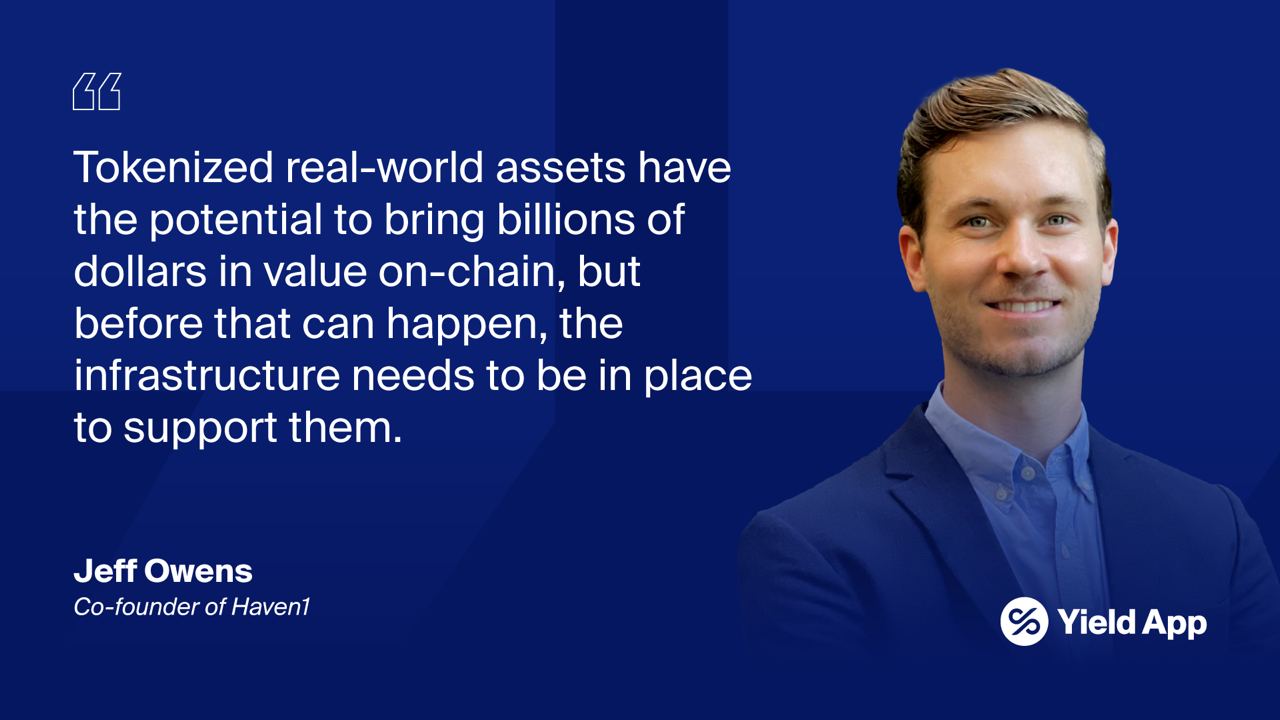 Tokenized real-world assets have
the potential to bring billions of
dollars in value on-chain, but
before that can happen, the
infrastructure needs to be in place
to support them.
Jeff Owens
Co-founder of Haven1
Yield App